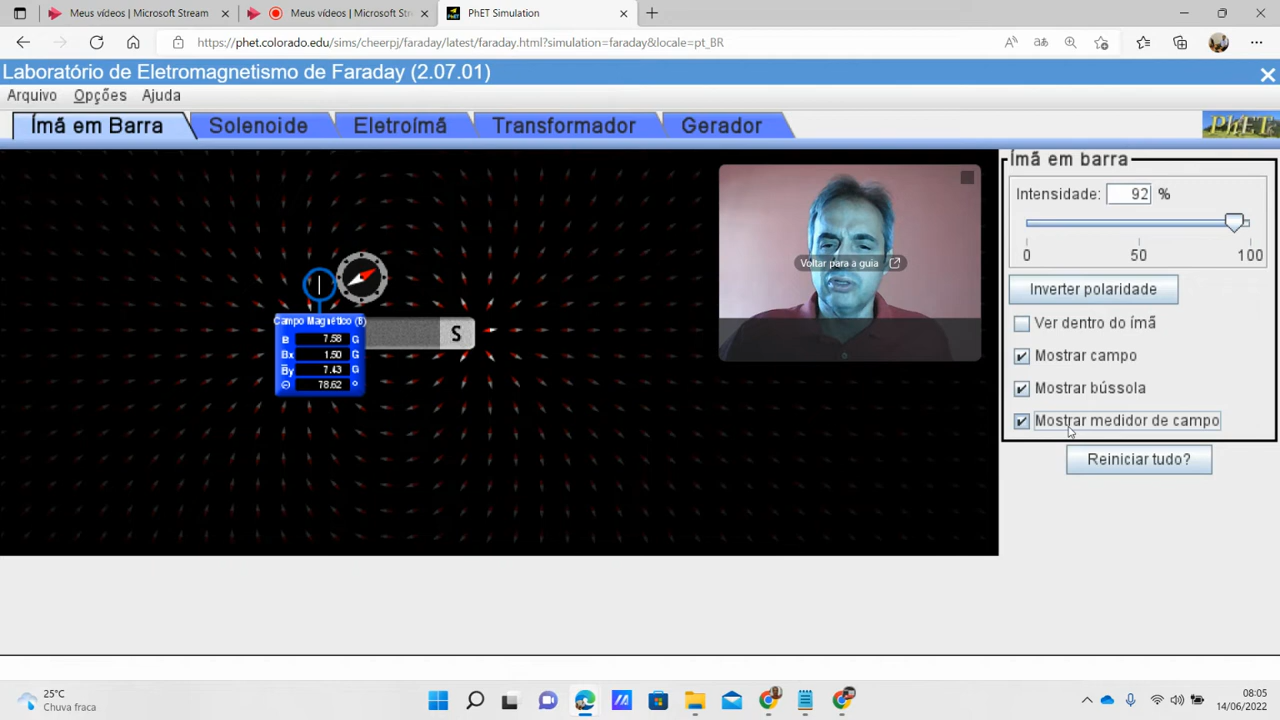 Meus vídeos | Microsoft Stream
Meus vídeos | Microsoft Str
PhET Simulation
https://phet.colorado.edu/sims/cheerpj/faraday/latest/faraday.html?simulation=faraday&locale=pt_BR
Laboratório de Eletromagnetismo de Faraday (2.07.01)
Arquivo Opções Ajuda
Ímã em Barra Solenoide Eletroímã Transformador Gerador
PhET
Ímã em barra
Intensidade: 92 %
0 50 100
Inverter polaridade
Ver dentro do ímã
Mostrar campo
Mostrar bússola
Mostrar medidor de campo
Reiniciar tudo?
Voltar para a guia
Campo Magnético (B)
B 7.58 G
Bx 1.50 G
By 7.43 G
Θ 78.62 °
S
25°C
Chuva fraca
08:05
14/06/2022